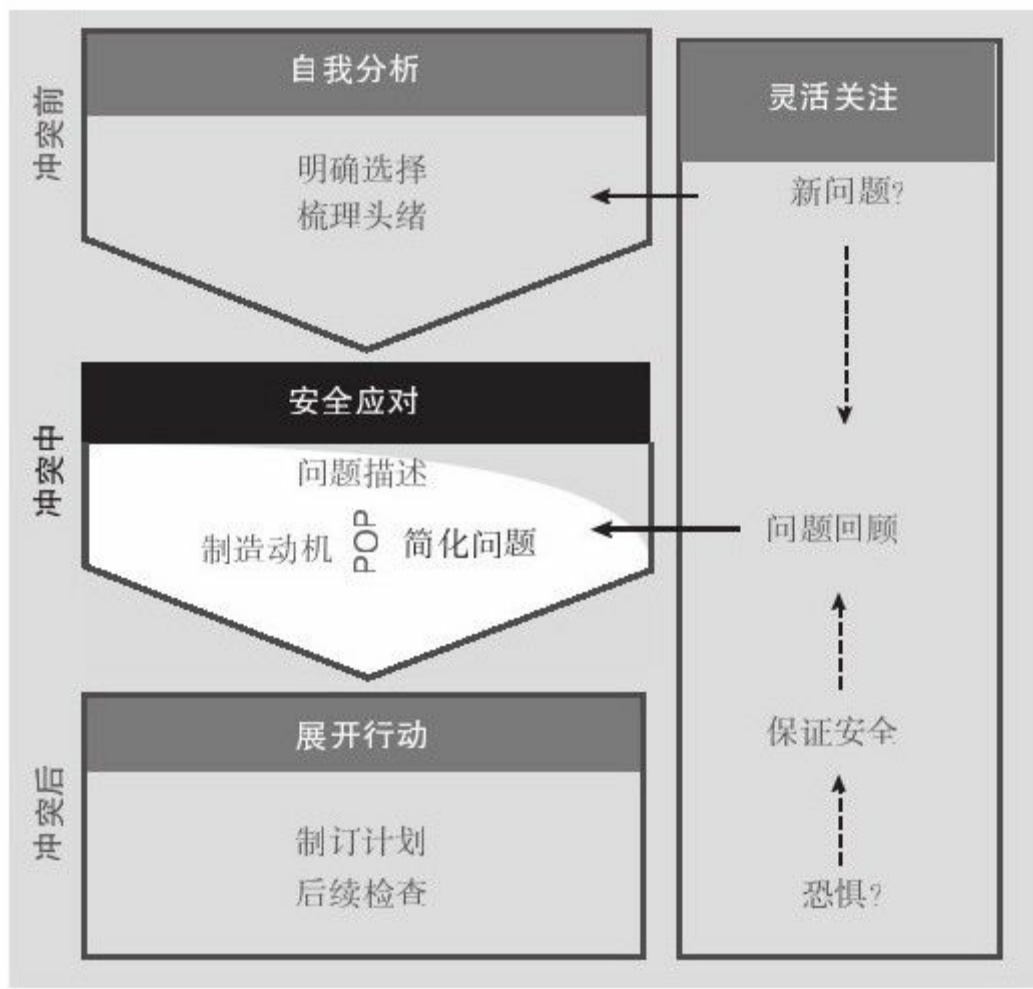 冲突前
自我分析
明确选择
梳理头绪
冲突中
安全应对
问题描述
制造动机 POP 简化问题
冲突后
展开行动
制订计划
后续检查
灵活关注
新问题?
问题回顾
保证安全
恐惧?